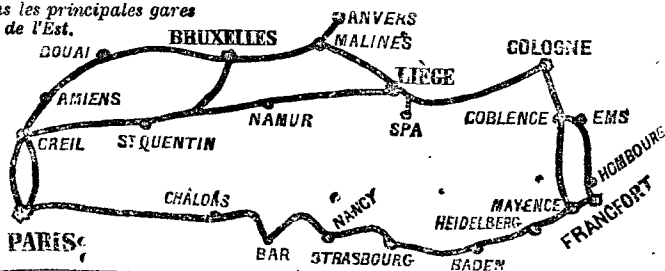 ns les principales gares
de l'Est.
ANVERS
MALINES
BRUXELLES
DOUAI
COLOGNE
LIÈGE
AMIENS
CREIL
ST QUENTIN
NAMUR
SPA
COBLENCE
EMS
HOMBOURG
CHÂLONS
NANCY
MAYENCE
HEIDELBERG
FRANCFORT
PARIS
BAR
STRASBOURG
BADEN